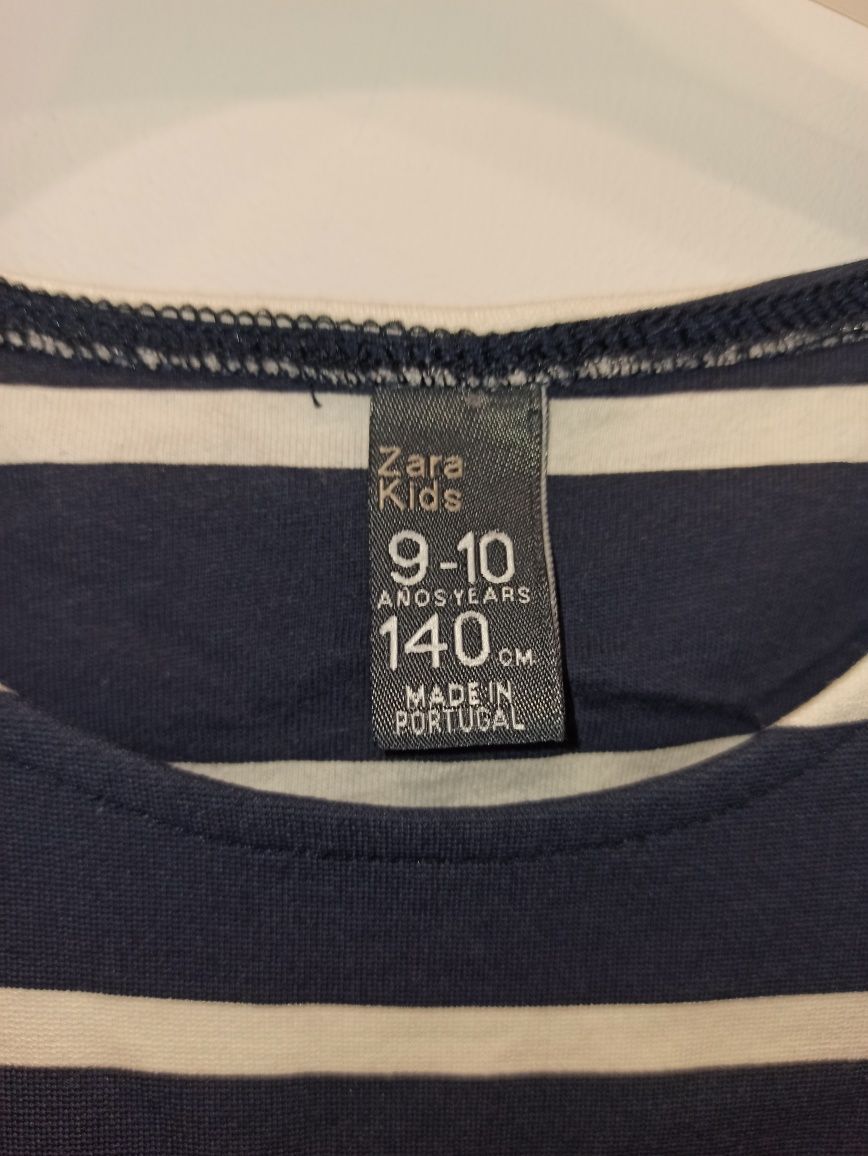 Zara
Kids
9-10
AÑOS YEARS
140 CM
MADE IN
PORTUGAL